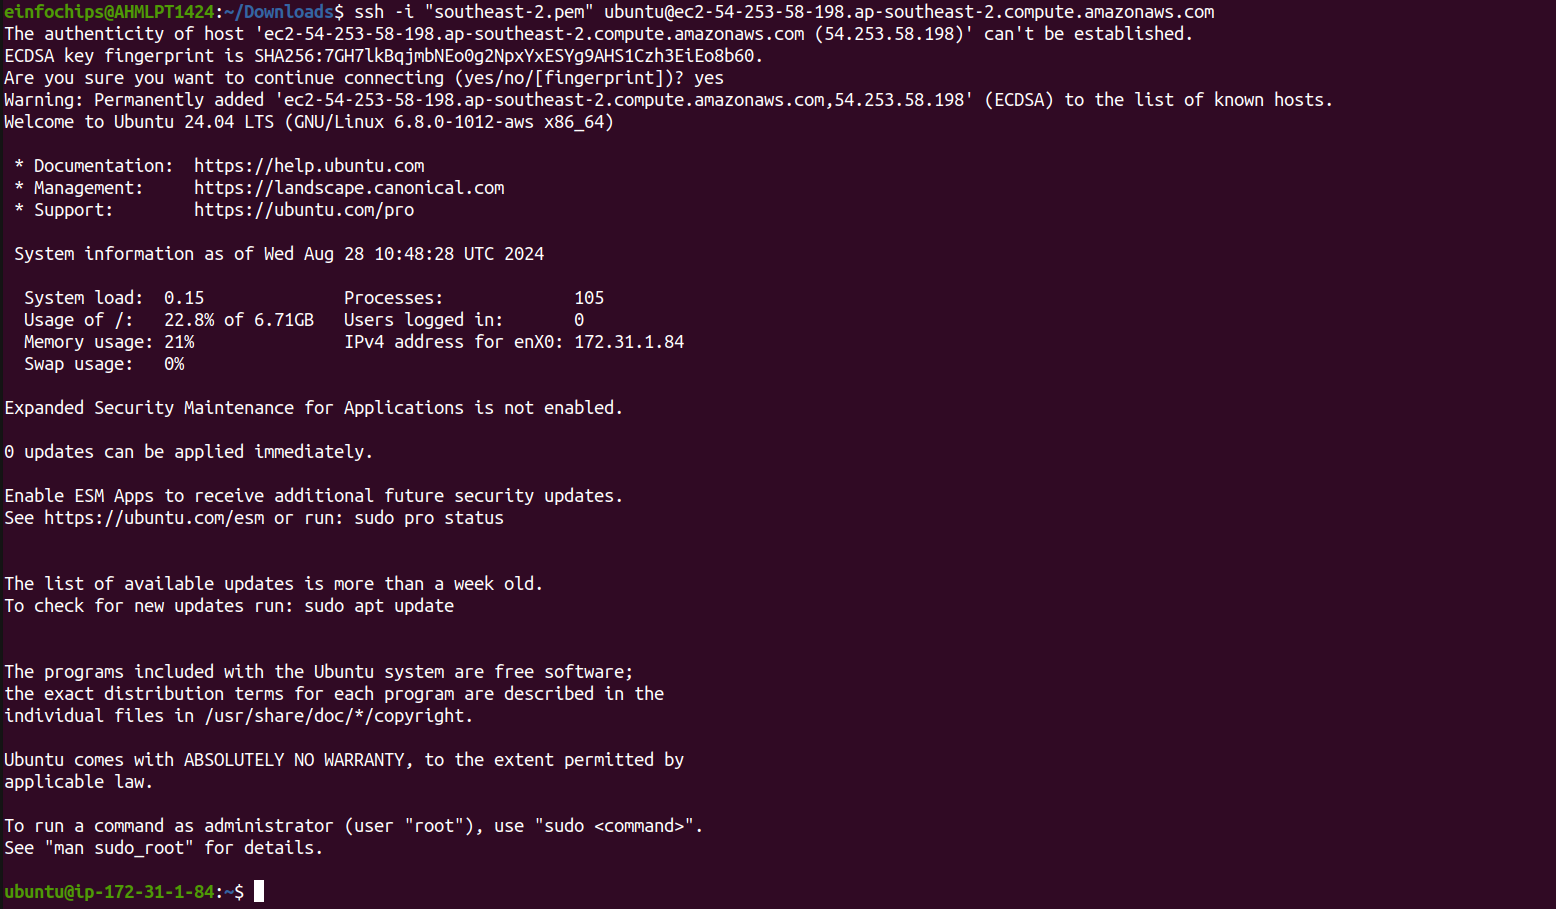 einfochips@AHMLPT1424:~/Downloads$ ssh -i "southeast-2.pem" ubuntu@ec2-54-253-58-198.ap-southeast-2.compute.amazonaws.com
The authenticity of host 'ec2-54-253-58-198.ap-southeast-2.compute.amazonaws.com (54.253.58.198)' can't be established.
ECDSA key fingerprint is SHA256:7GH7lkBqjmbNEo0g2NpxYxESYg9AHS1Czh3EiEo8b60.
Are you sure you want to continue connecting (yes/no/[fingerprint])? yes
Warning: Permanently added 'ec2-54-253-58-198.ap-southeast-2.compute.amazonaws.com,54.253.58.198' (ECDSA) to the list of known hosts.
Welcome to Ubuntu 24.04 LTS (GNU/Linux 6.8.0-1012-aws x86_64)
 * Documentation:  https://help.ubuntu.com
 * Management:     https://landscape.canonical.com
 * Support:        https://ubuntu.com/pro
 System information as of Wed Aug 28 10:48:28 UTC 2024
  System load:  0.15              Processes:             105
  Usage of /:   22.8% of 6.71GB   Users logged in:       0
  Memory usage: 21%               IPv4 address for enX0: 172.31.1.84
  Swap usage:   0%
Expanded Security Maintenance for Applications is not enabled.
0 updates can be applied immediately.
Enable ESM Apps to receive additional future security updates.
See https://ubuntu.com/esm or run: sudo pro status
The list of available updates is more than a week old.
To check for new updates run: sudo apt update
The programs included with the Ubuntu system are free software;
the exact distribution terms for each program are described in the
individual files in /usr/share/doc/*/copyright.
Ubuntu comes with ABSOLUTELY NO WARRANTY, to the extent permitted by
applicable law.
To run a command as administrator (user "root"), use "sudo <command>".
See "man sudo_root" for details.
ubuntu@ip-172-31-1-84:~$